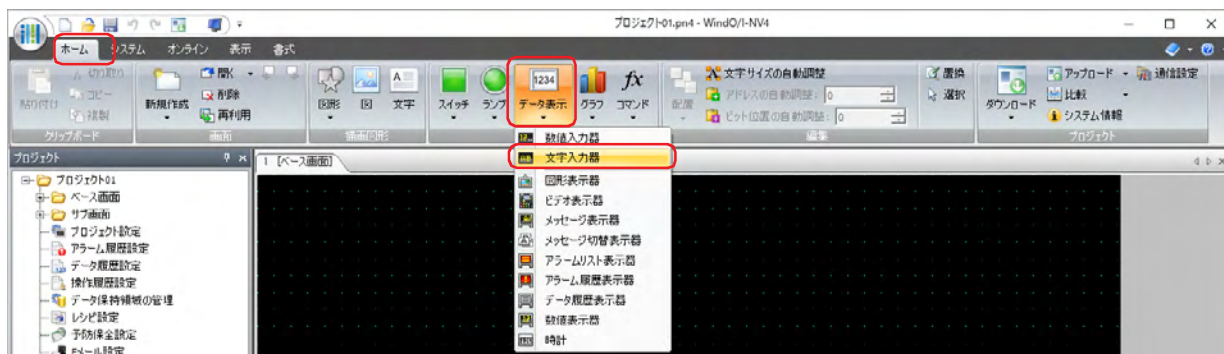 プロジェクト01.pn4 - WindO/I-NV4
ホーム システム オンライン 表示 書式
切り取り
貼り付け コピー
複製
クリップボード
新規作成 開く
削除
再利用
画面
図形 図 文字
描画図形
スイッチ ランプ データ表示 グラフ コマンド
1234
fx
配置
文字サイズの自動調整
アドレスの自動調整: 0
ビット位置の自動調整: 0
置換
選択
編集
ダウンロード アップロード 通信設定
比較
システム情報
プロジェクト
数値入力器
文字入力器
図形表示器
ビデオ表示器
メッセージ表示器
メッセージ切替表示器
アラームリスト表示器
アラーム履歴表示器
データ履歴表示器
数値表示器
時計
プロジェクト
1 [ベース画面]
プロジェクト01
ベース画面
サブ画面
プロジェクト設定
アラーム履歴設定
データ履歴設定
操作履歴設定
データ保持領域の管理
レシピ設定
予防保全設定
Eメール設定